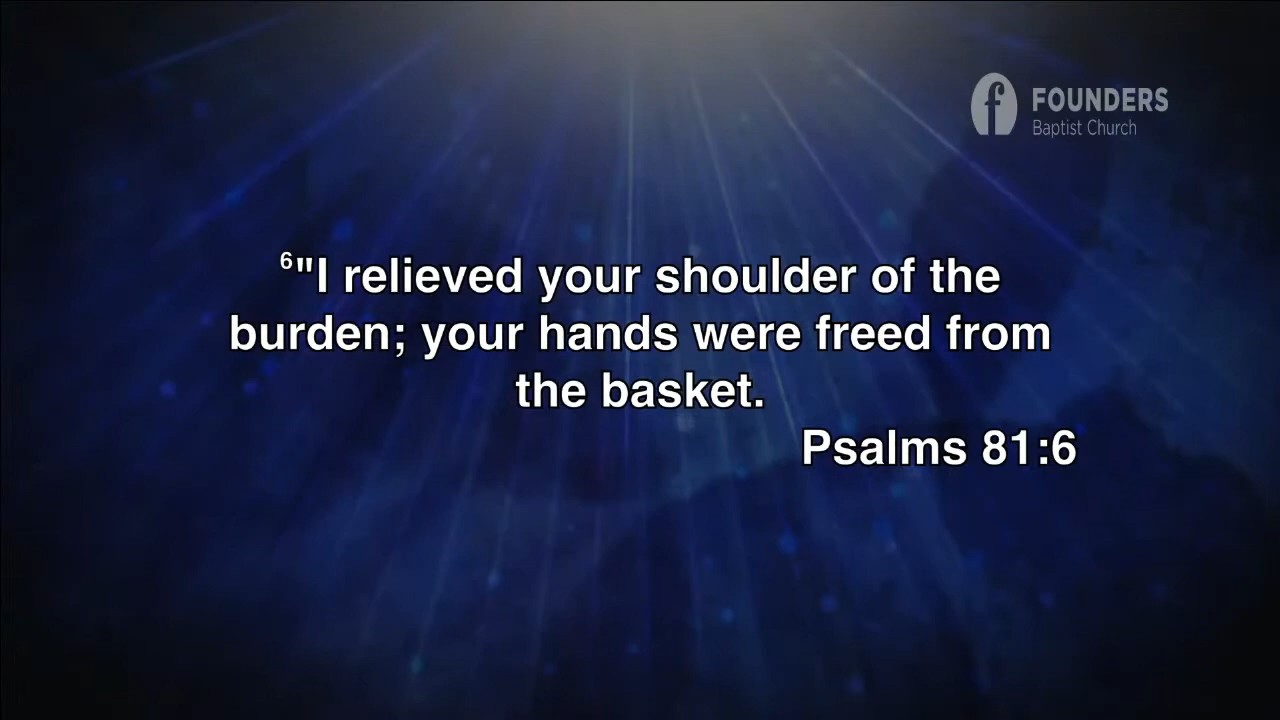 FOUNDERS
Baptist Church
⁶"I relieved your shoulder of the
burden; your hands were freed from
the basket.
Psalms 81:6